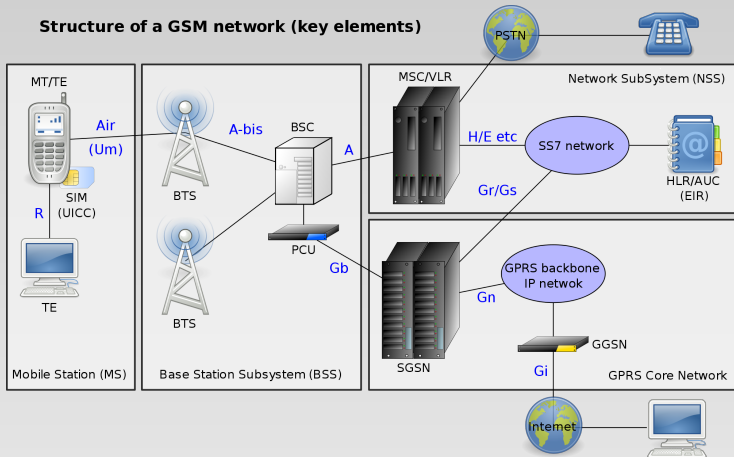 Structure of a GSM network (key elements)
PSTN
MT/TE
Air
(Um)
SIM
(UICC)
R
TE
Mobile Station (MS)
A-bis
BTS
BSC
BTS
PCU
Base Station Subsystem (BSS)
A
Gb
MSC/VLR
Network SubSystem (NSS)
H/E etc
SS7 network
HLR/AUC
(EIR)
Gr/Gs
GPRS backbone
IP netwok
Gn
SGSN
GGSN
Gi
GPRS Core Network
Internet